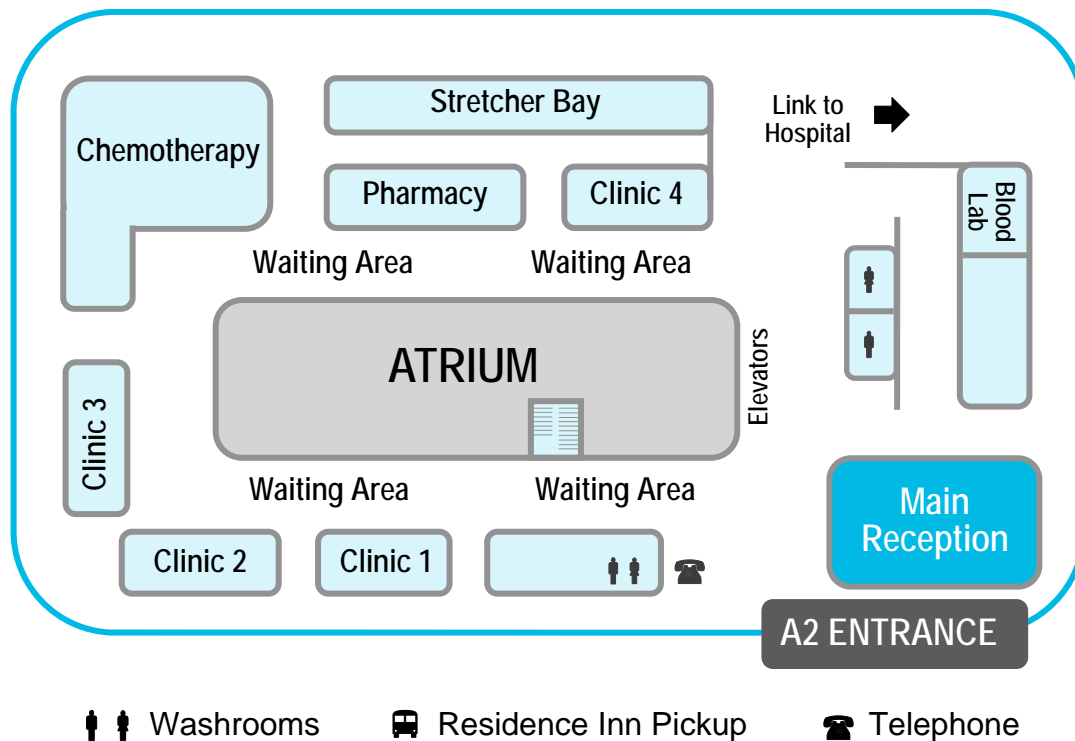 Stretcher Bay
Link to
Hospital
Chemotherapy
Pharmacy
Clinic 4
Blood
Lab
Waiting Area
Waiting Area
ATRIUM
Elevators
Clinic 3
Waiting Area
Waiting Area
Main
Reception
Clinic 2
Clinic 1
A2 ENTRANCE
Washrooms
Residence Inn Pickup
Telephone